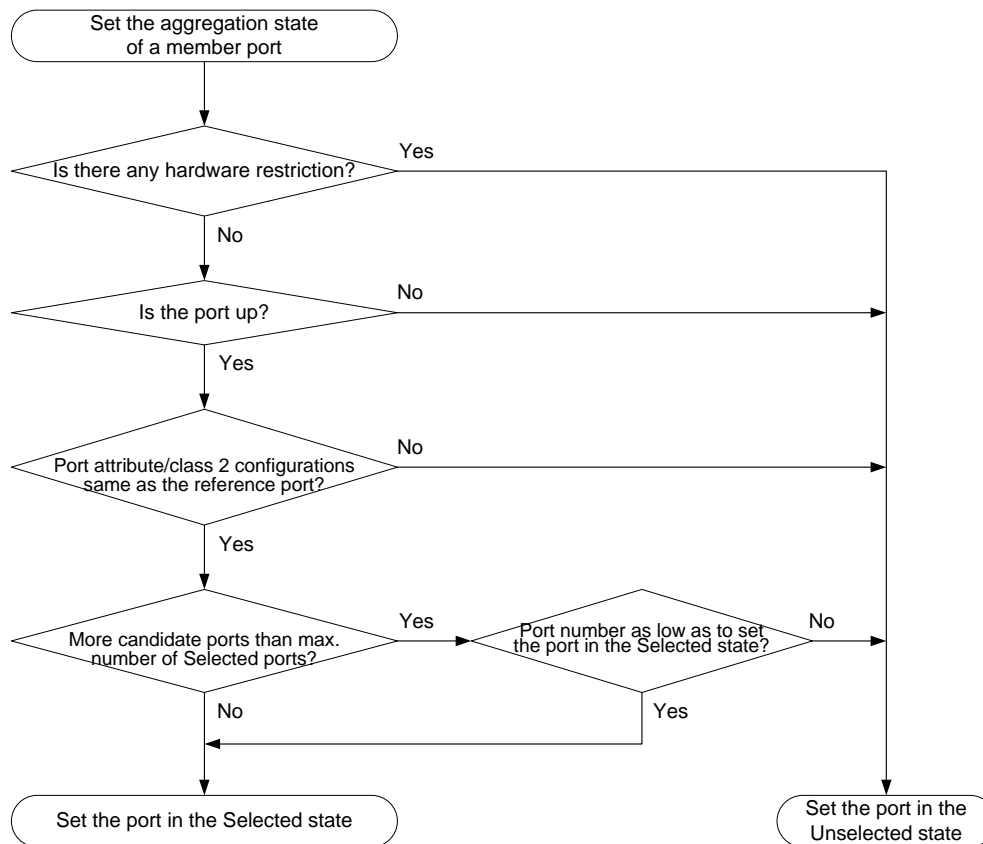 Set the aggregation state
of a member port
Yes
Is there any hardware restriction?
No
No
Is the port up?
Yes
No
Port attribute/class 2 configurations
same as the reference port?
Yes
Yes
More candidate ports than max.
number of Selected ports?
Port number as low as to set
the port in the Selected state?
No
No
Yes
Set the port in the Selected state
Set the port in the
Unselected state